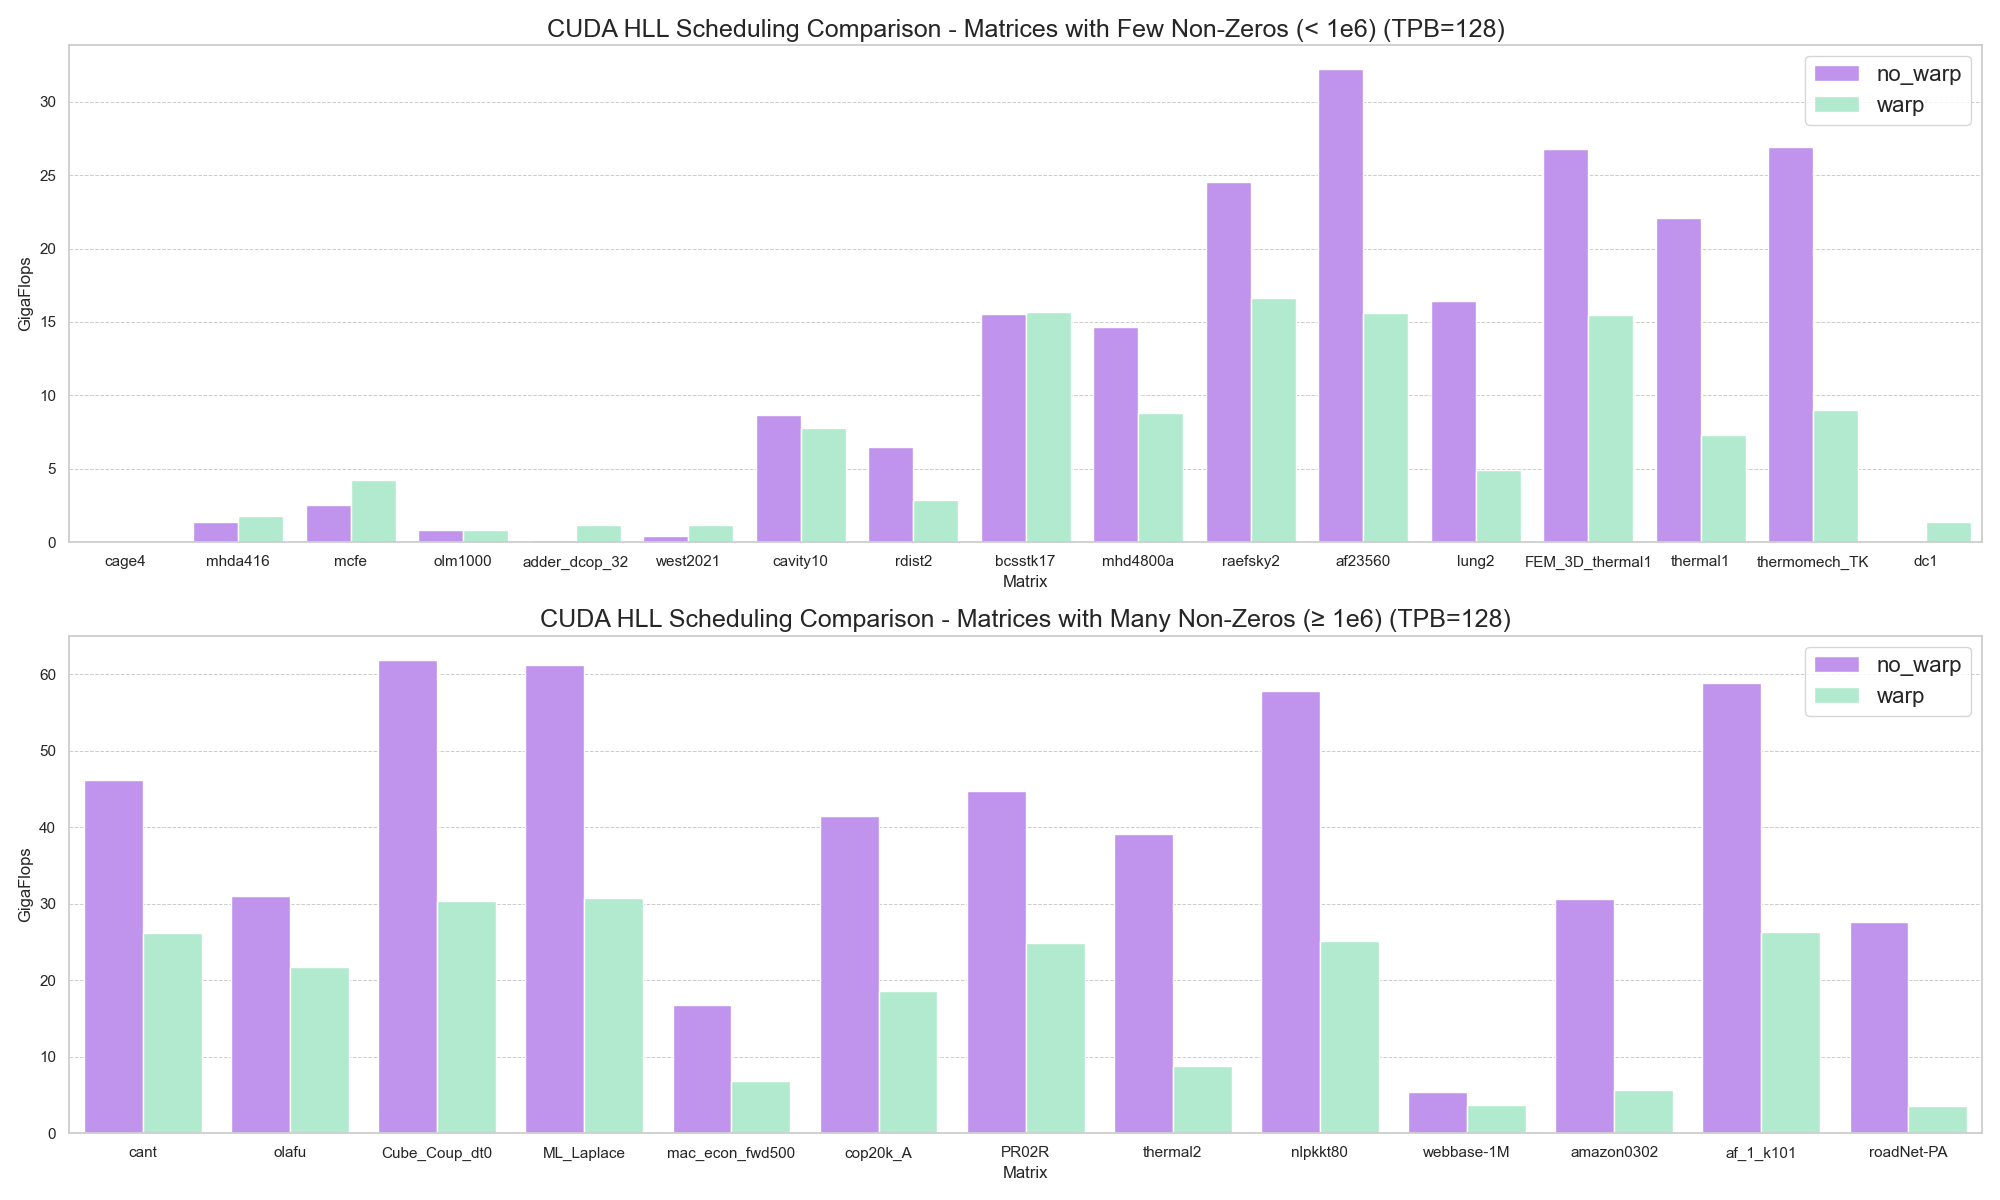 CUDA HLL Scheduling Comparison - Matrices with Few Non-Zeros (< 1e6) (TPB=128)
no_warp
warp
GigaFlops
30
25
20
15
10
5
0
cage4 mhda416 mcfe olm1000 adder_dcop_32 west2021 cavity10 rdist2 bcsstk17 mhd4800a raefsky2 af23560 lung2 FEM_3D_thermal1 thermal1 thermomech_TK dc1
Matrix
CUDA HLL Scheduling Comparison - Matrices with Many Non-Zeros (≥ 1e6) (TPB=128)
no_warp
warp
GigaFlops
60
50
40
30
20
10
0
cant olafu Cube_Coup_dt0 ML_Laplace mac_econ_fwd500 cop20k_A PR02R thermal2 nlpkkt80 webbase-1M amazon0302 af_1_k101 roadNet-PA
Matrix